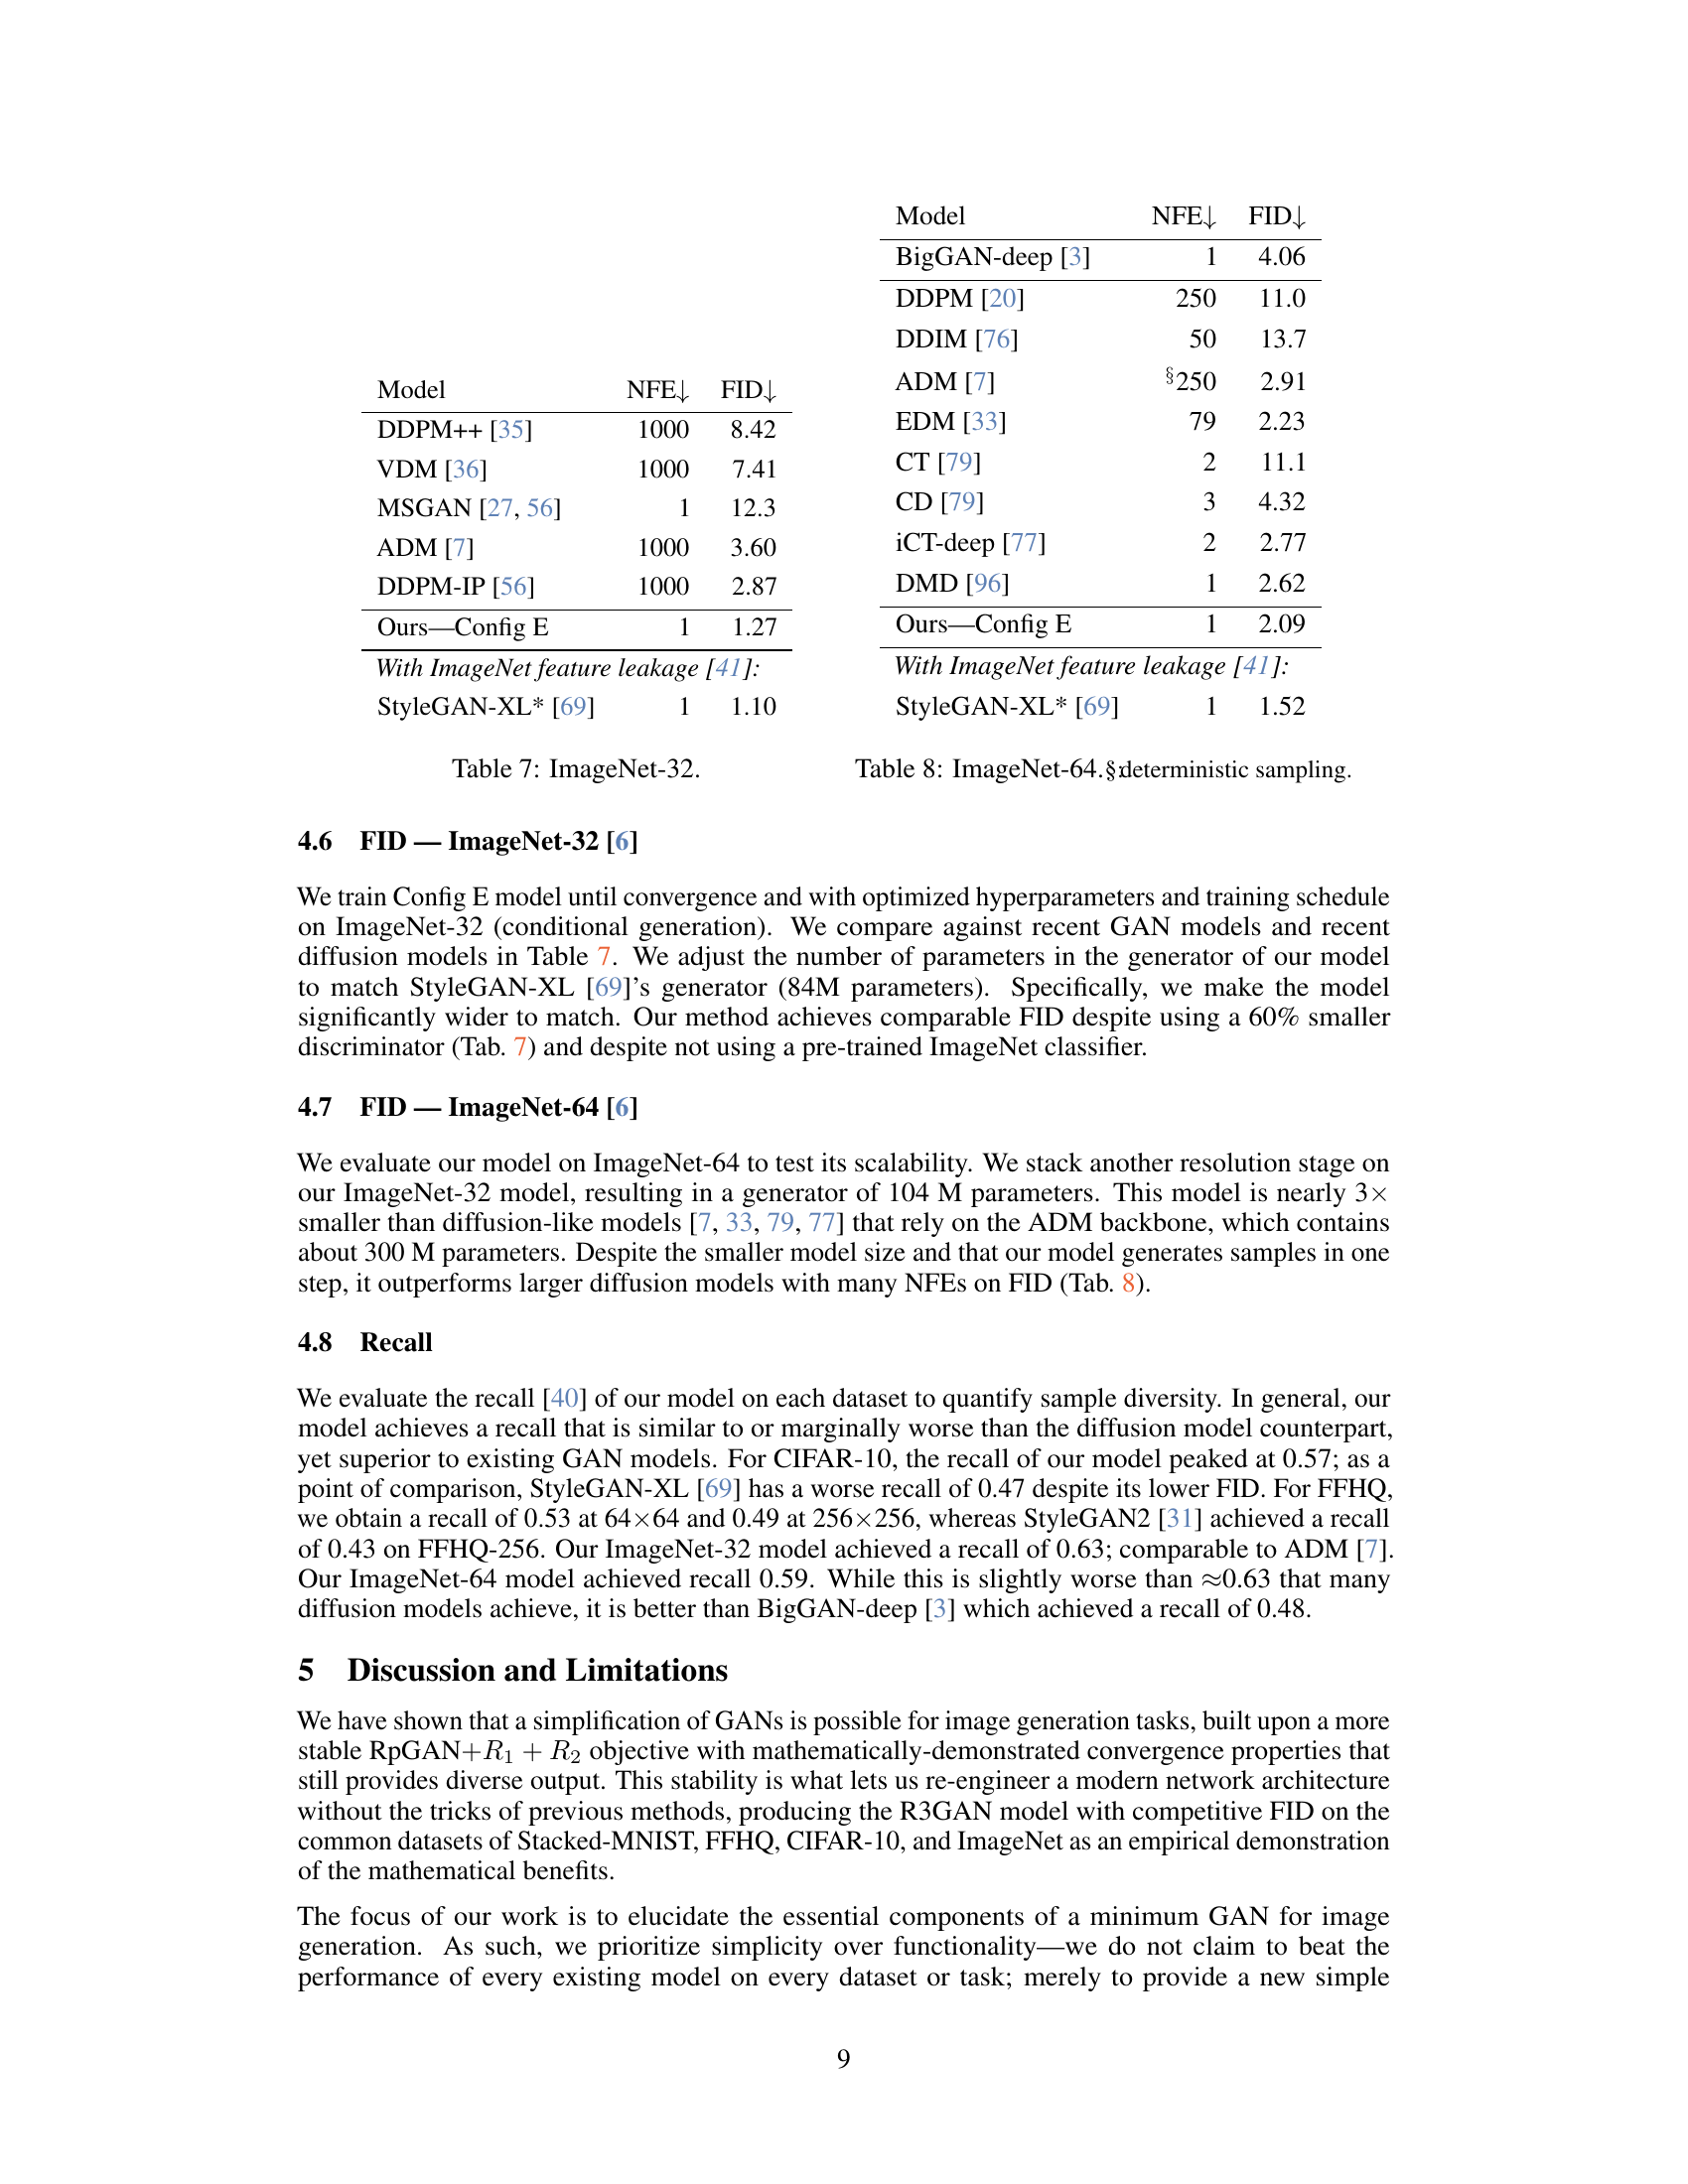 Model NFE↓ FID↓
DDPM++ [35] 1000 8.42
VDM [36] 1000 7.41
MSGAN [27, 56] 1 12.3
ADM [7] 1000 3.60
DDPM-IP [56] 1000 2.87
Ours—Config E 1 1.27
With ImageNet feature leakage [41]:
StyleGAN-XL* [69] 1 1.10
Table 7: ImageNet-32.
Model NFE↓ FID↓
BigGAN-deep [3] 1 4.06
DDPM [20] 250 11.0
DDIM [76] 50 13.7
ADM [7] §250 2.91
EDM [33] 79 2.23
CT [79] 2 11.1
CD [79] 3 4.32
iCT-deep [77] 2 2.77
DMD [96] 1 2.62
Ours—Config E 1 2.09
With ImageNet feature leakage [41]:
StyleGAN-XL* [69] 1 1.52
Table 8: ImageNet-64.§deterministic sampling.
4.6 FID — ImageNet-32 [6]
We train Config E model until convergence and with optimized hyperparameters and training schedule
on ImageNet-32 (conditional generation). We compare against recent GAN models and recent
diffusion models in Table 7. We adjust the number of parameters in the generator of our model
to match StyleGAN-XL [69]’s generator (84M parameters). Specifically, we make the model
significantly wider to match. Our method achieves comparable FID despite using a 60% smaller
discriminator (Tab. 7) and despite not using a pre-trained ImageNet classifier.
4.7 FID — ImageNet-64 [6]
We evaluate our model on ImageNet-64 to test its scalability. We stack another resolution stage on
our ImageNet-32 model, resulting in a generator of 104 M parameters. This model is nearly 3×
smaller than diffusion-like models [7, 33, 79, 77] that rely on the ADM backbone, which contains
about 300 M parameters. Despite the smaller model size and that our model generates samples in one
step, it outperforms larger diffusion models with many NFEs on FID (Tab. 8).
4.8 Recall
We evaluate the recall [40] of our model on each dataset to quantify sample diversity. In general, our
model achieves a recall that is similar to or marginally worse than the diffusion model counterpart,
yet superior to existing GAN models. For CIFAR-10, the recall of our model peaked at 0.57; as a
point of comparison, StyleGAN-XL [69] has a worse recall of 0.47 despite its lower FID. For FFHQ,
we obtain a recall of 0.53 at 64×64 and 0.49 at 256×256, whereas StyleGAN2 [31] achieved a recall
of 0.43 on FFHQ-256. Our ImageNet-32 model achieved a recall of 0.63; comparable to ADM [7].
Our ImageNet-64 model achieved recall 0.59. While this is slightly worse than ≈0.63 that many
diffusion models achieve, it is better than BigGAN-deep [3] which achieved a recall of 0.48.
5 Discussion and Limitations
We have shown that a simplification of GANs is possible for image generation tasks, built upon a more
stable RpGAN+R₁ + R₂ objective with mathematically-demonstrated convergence properties that
still provides diverse output. This stability is what lets us re-engineer a modern network architecture
without the tricks of previous methods, producing the R3GAN model with competitive FID on the
common datasets of Stacked-MNIST, FFHQ, CIFAR-10, and ImageNet as an empirical demonstration
of the mathematical benefits.
The focus of our work is to elucidate the essential components of a minimum GAN for image
generation. As such, we prioritize simplicity over functionality—we do not claim to beat the
performance of every existing model on every dataset or task; merely to provide a new simple
9